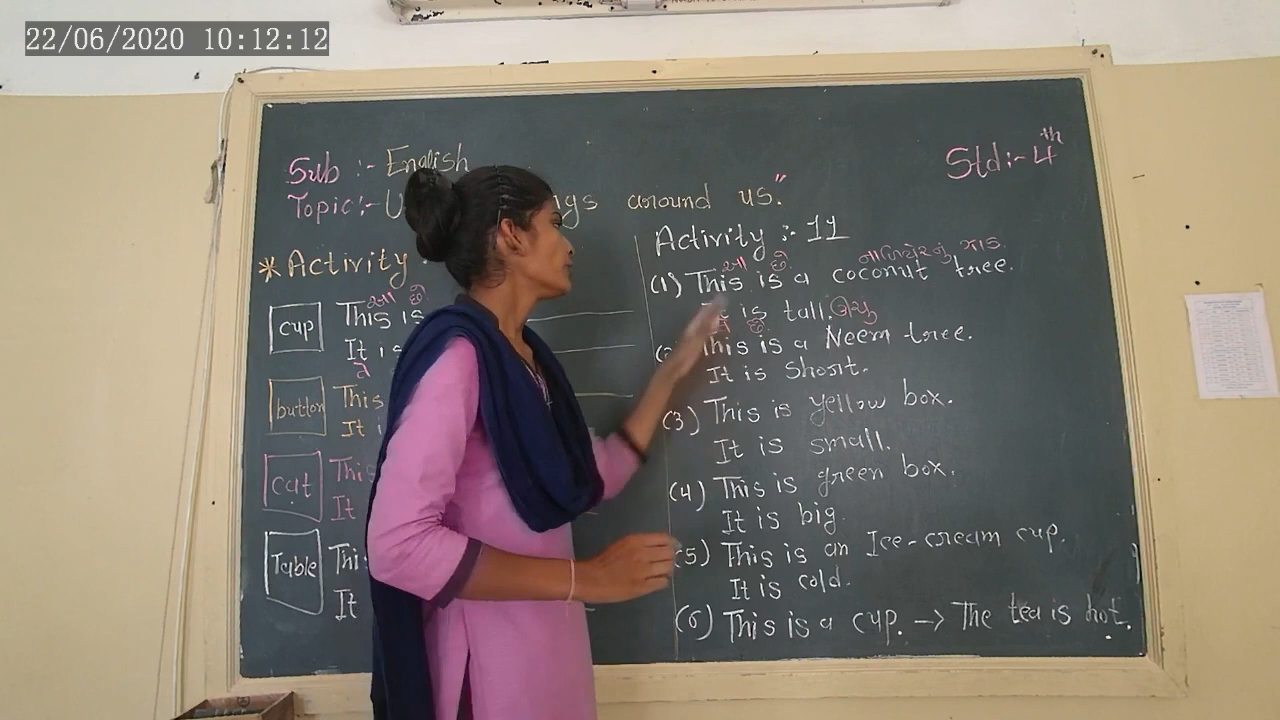 22/06/2020 10:12:12
Sub :- English
Std:- 4th
Topic:- ngs around us."
* Activity
cup
This is
આ છે
It is
તે
button
This
It i
cat
This
It
Table
Thi
It
Activity :- 11
નાળિયેરનું ઝાડ.
આ છે.
(1) This is a coconut tree.
It is tall. ઊંચુ
તે છે.
This is a Neem tree.
It is Short.
(3) This is yellow box.
It is small.
(4) This is green box.
It is big.
(5) This is an Ice-cream cup.
It is cold.
(6) This is a cup. → The tea is hot.